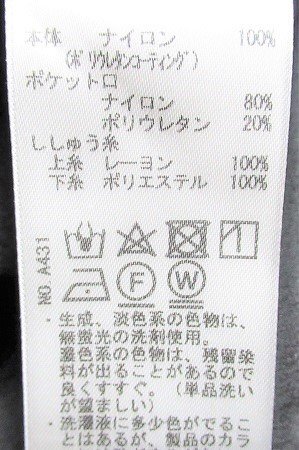 本体 ナイロン 100%
(ポリウレタンコーティング)
ポケット口
ナイロン 80%
ポリウレタン 20%
ししゅう糸
上糸 レーヨン 100%
下糸 ポリエステル 100%
F W
NO A431
・生成、淡色系の色物は、
無蛍光の洗剤使用。
濃色系の色物は、残留染
料が出ることがあるので
良くすすぐ。(単品洗い
が望ましい)
・洗濯液に多少色がでるこ
とはあるが、製品のカラ